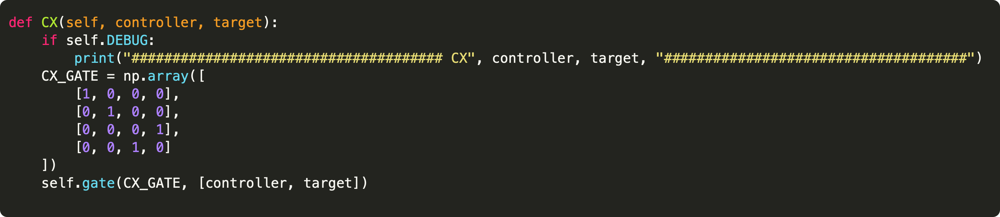 def CX(self, controller, target):
    if self.DEBUG:
        print("###################################### CX", controller, target, "#####################################")
    CX_GATE = np.array([
        [1, 0, 0, 0],
        [0, 1, 0, 0],
        [0, 0, 0, 1],
        [0, 0, 1, 0]
    ])
    self.gate(CX_GATE, [controller, target])